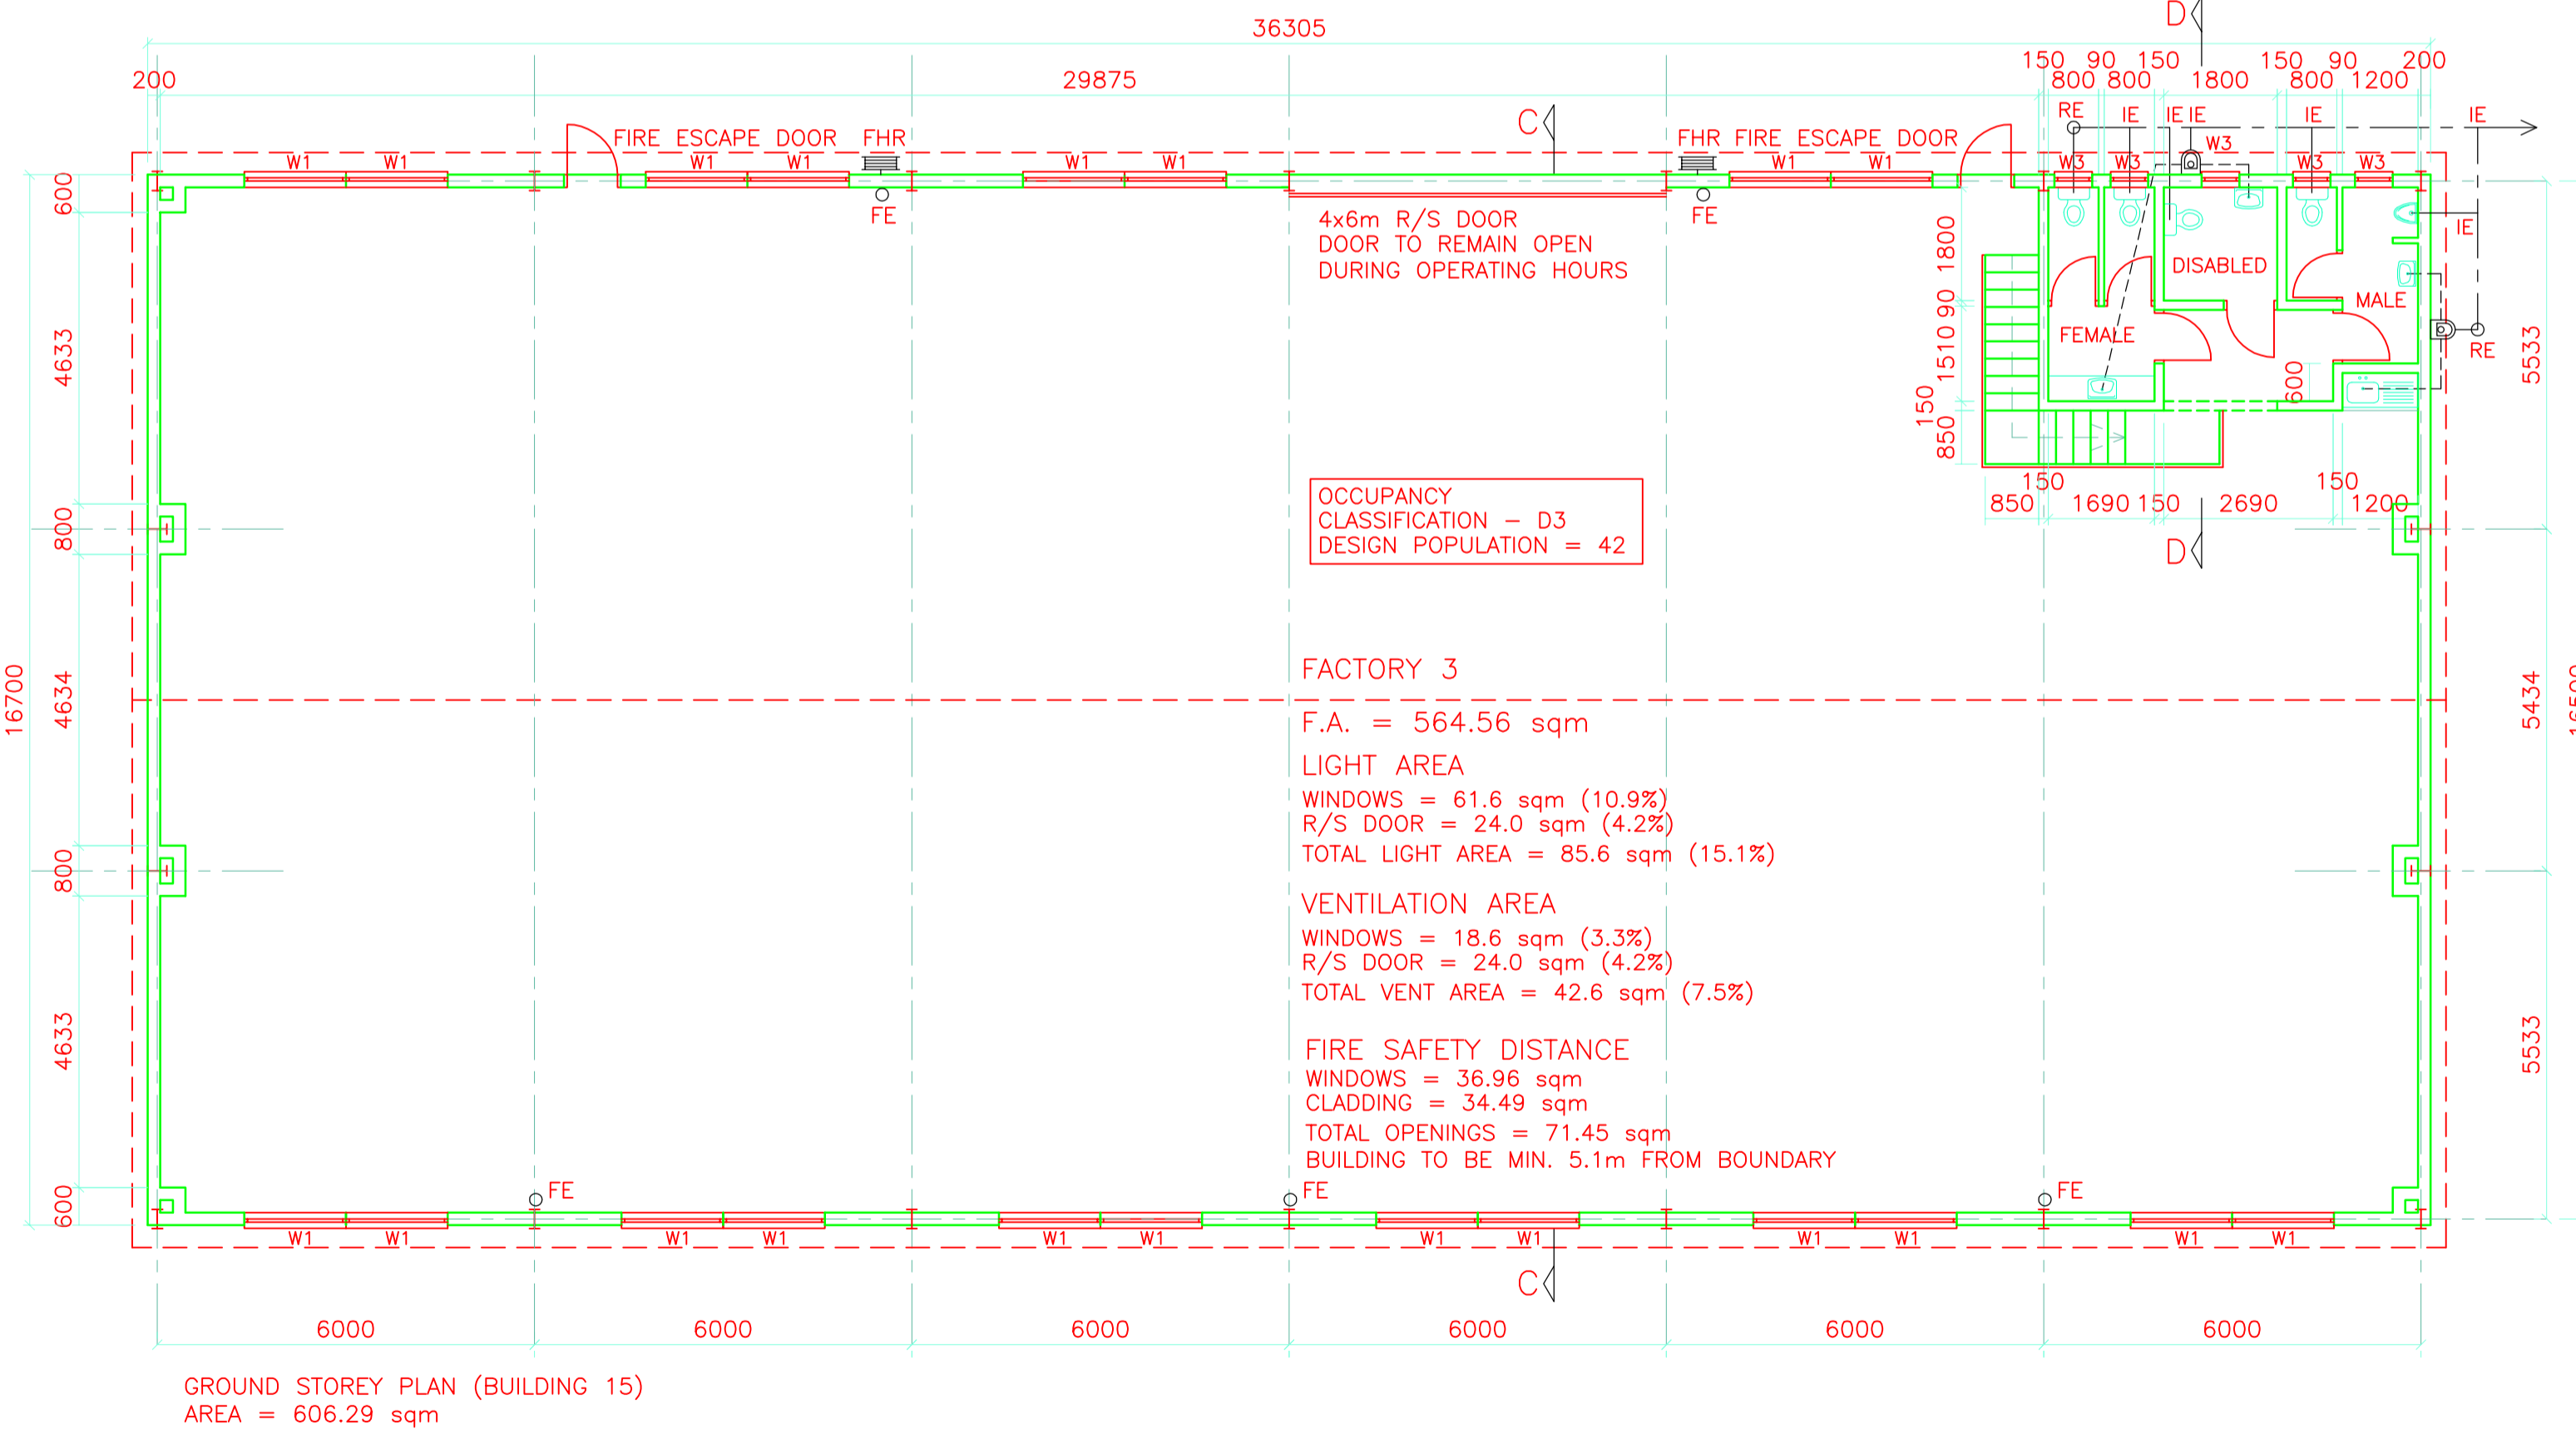 36305
D
200
29875
150 90 150 150 90 200
800 800 1800 800 1200
RE IE IE IE IE IE
FIRE ESCAPE DOOR FHR
C
FHR FIRE ESCAPE DOOR
W3
W1 W1 W1 W1 W1 W1 W1 W1 W3 W3 W3 W3
600
FE
FE
4x6m R/S DOOR
DOOR TO REMAIN OPEN
DURING OPERATING HOURS
1800
IE
DISABLED
MALE
90
FEMALE
RE
4633
1510
5533
600
150
850
150 150
850 1690 150 2690 1200
OCCUPANCY
CLASSIFICATION – D3
DESIGN POPULATION = 42
800
D
FACTORY 3
16700
4634
5434
F.A. = 564.56 sqm
LIGHT AREA
WINDOWS = 61.6 sqm (10.9%)
R/S DOOR = 24.0 sqm (4.2%)
TOTAL LIGHT AREA = 85.6 sqm (15.1%)
800
VENTILATION AREA
WINDOWS = 18.6 sqm (3.3%)
R/S DOOR = 24.0 sqm (4.2%)
TOTAL VENT AREA = 42.6 sqm (7.5%)
4633
5533
FIRE SAFETY DISTANCE
WINDOWS = 36.96 sqm
CLADDING = 34.49 sqm
TOTAL OPENINGS = 71.45 sqm
BUILDING TO BE MIN. 5.1m FROM BOUNDARY
600
FE
FE
FE
W1 W1 W1 W1 W1 W1 W1 W1 W1 W1 W1 W1
C
6000 6000 6000 6000 6000 6000
GROUND STOREY PLAN (BUILDING 15)
AREA = 606.29 sqm